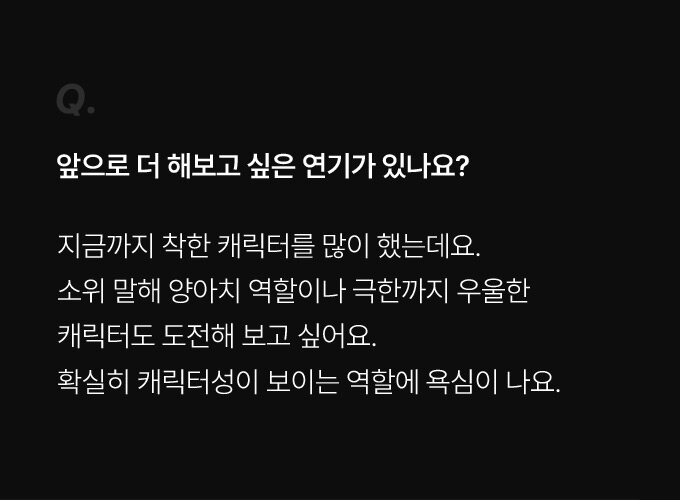 Q.
앞으로 더 해보고 싶은 연기가 있나요?
지금까지 착한 캐릭터를 많이 했는데요.
소위 말해 양아치 역할이나 극한까지 우울한
캐릭터도 도전해 보고 싶어요.
확실히 캐릭터성이 보이는 역할에 욕심이 나요.